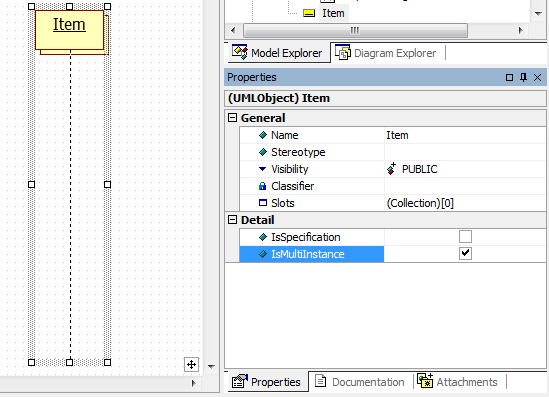 Item
Item
Model Explorer
Diagram Explorer
Properties
(UMLObject) Item
General
Name Item
Stereotype
Visibility PUBLIC
Classifier
Slots (Collection)[0]
Detail
IsSpecification
IsMultiInstance
Properties Documentation Attachments